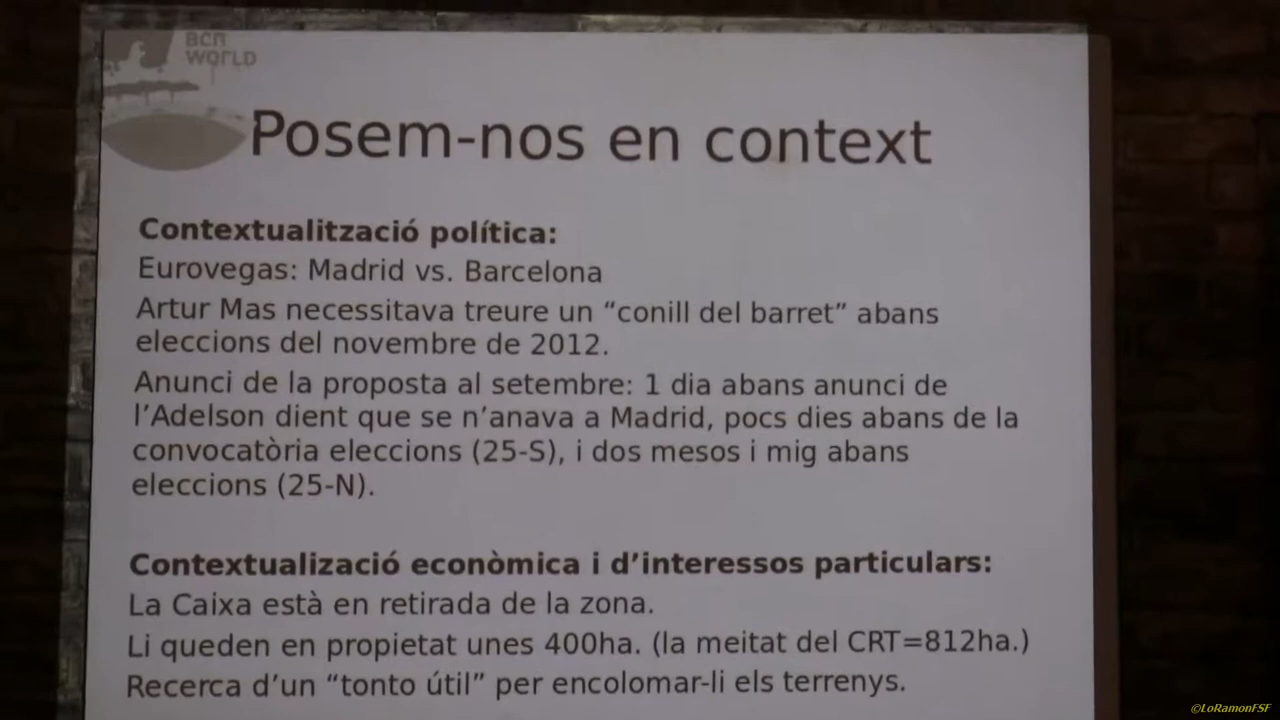 BCN
WORLD
Posem-nos en context
Contextualització política:
Eurovegas: Madrid vs. Barcelona
Artur Mas necessitava treure un “conill del barret” abans
eleccions del novembre de 2012.
Anunci de la proposta al setembre: 1 dia abans anunci de
l’Adelson dient que se n’anava a Madrid, pocs dies abans de la
convocatòria eleccions (25-S), i dos mesos i mig abans
eleccions (25-N).
Contextualizació econòmica i d’interessos particulars:
La Caixa està en retirada de la zona.
Li queden en propietat unes 400ha. (la meitat del CRT=812ha.)
Recerca d’un “tonto útil” per encolomar-li els terrenys.
©LoRamonFSF